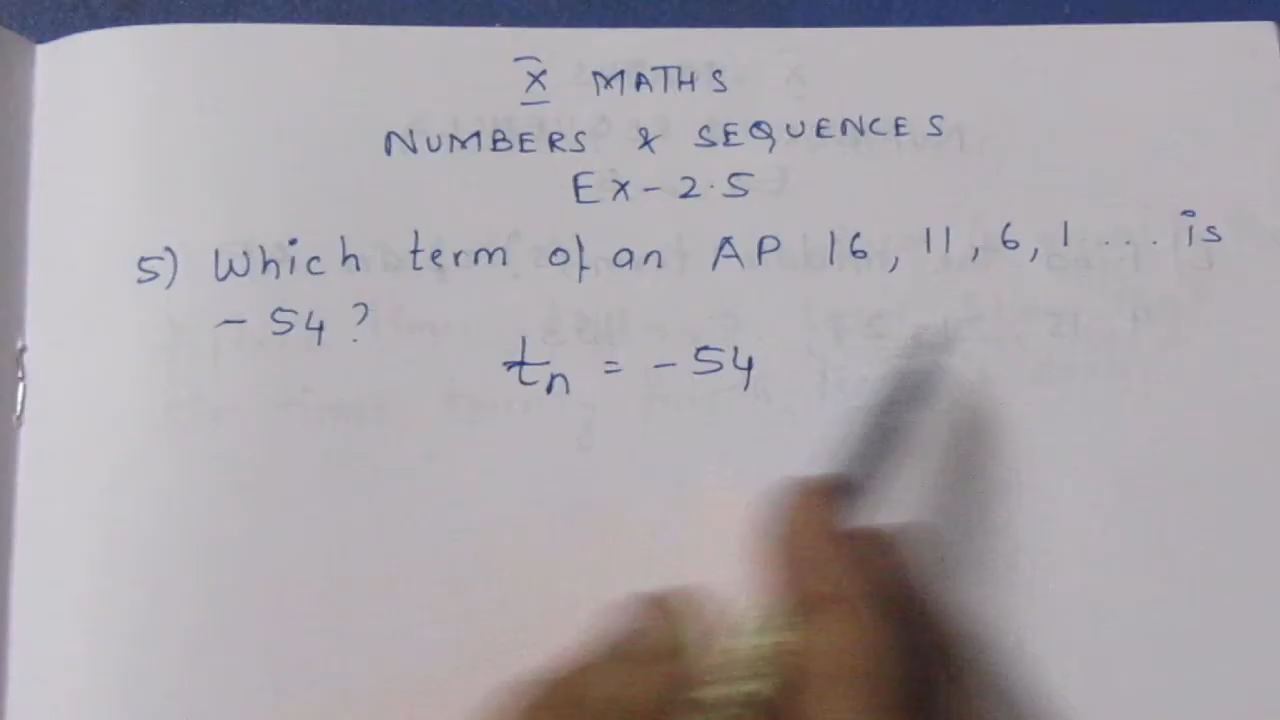 X MATHS
NUMBERS & SEQUENCES
Ex - 2.5
5) Which term of an AP 16, 11, 6, 1 ... is
- 54 ?
tn = - 54